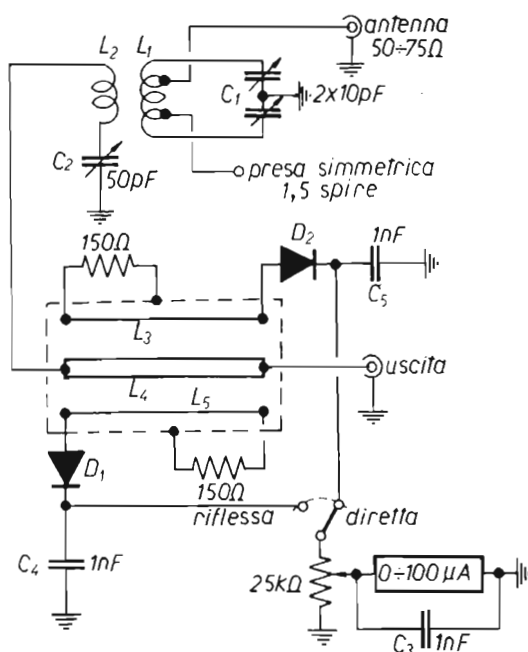 antenna
50÷75Ω
L2
L1
C1
2x10pF
C2
50pF
presa simmetrica
1,5 spire
150Ω
D2
1nF
C5
L3
L4
uscita
L5
D1
150Ω
riflessa
diretta
C4
1nF
25KΩ
0÷100µA
C3
1nF